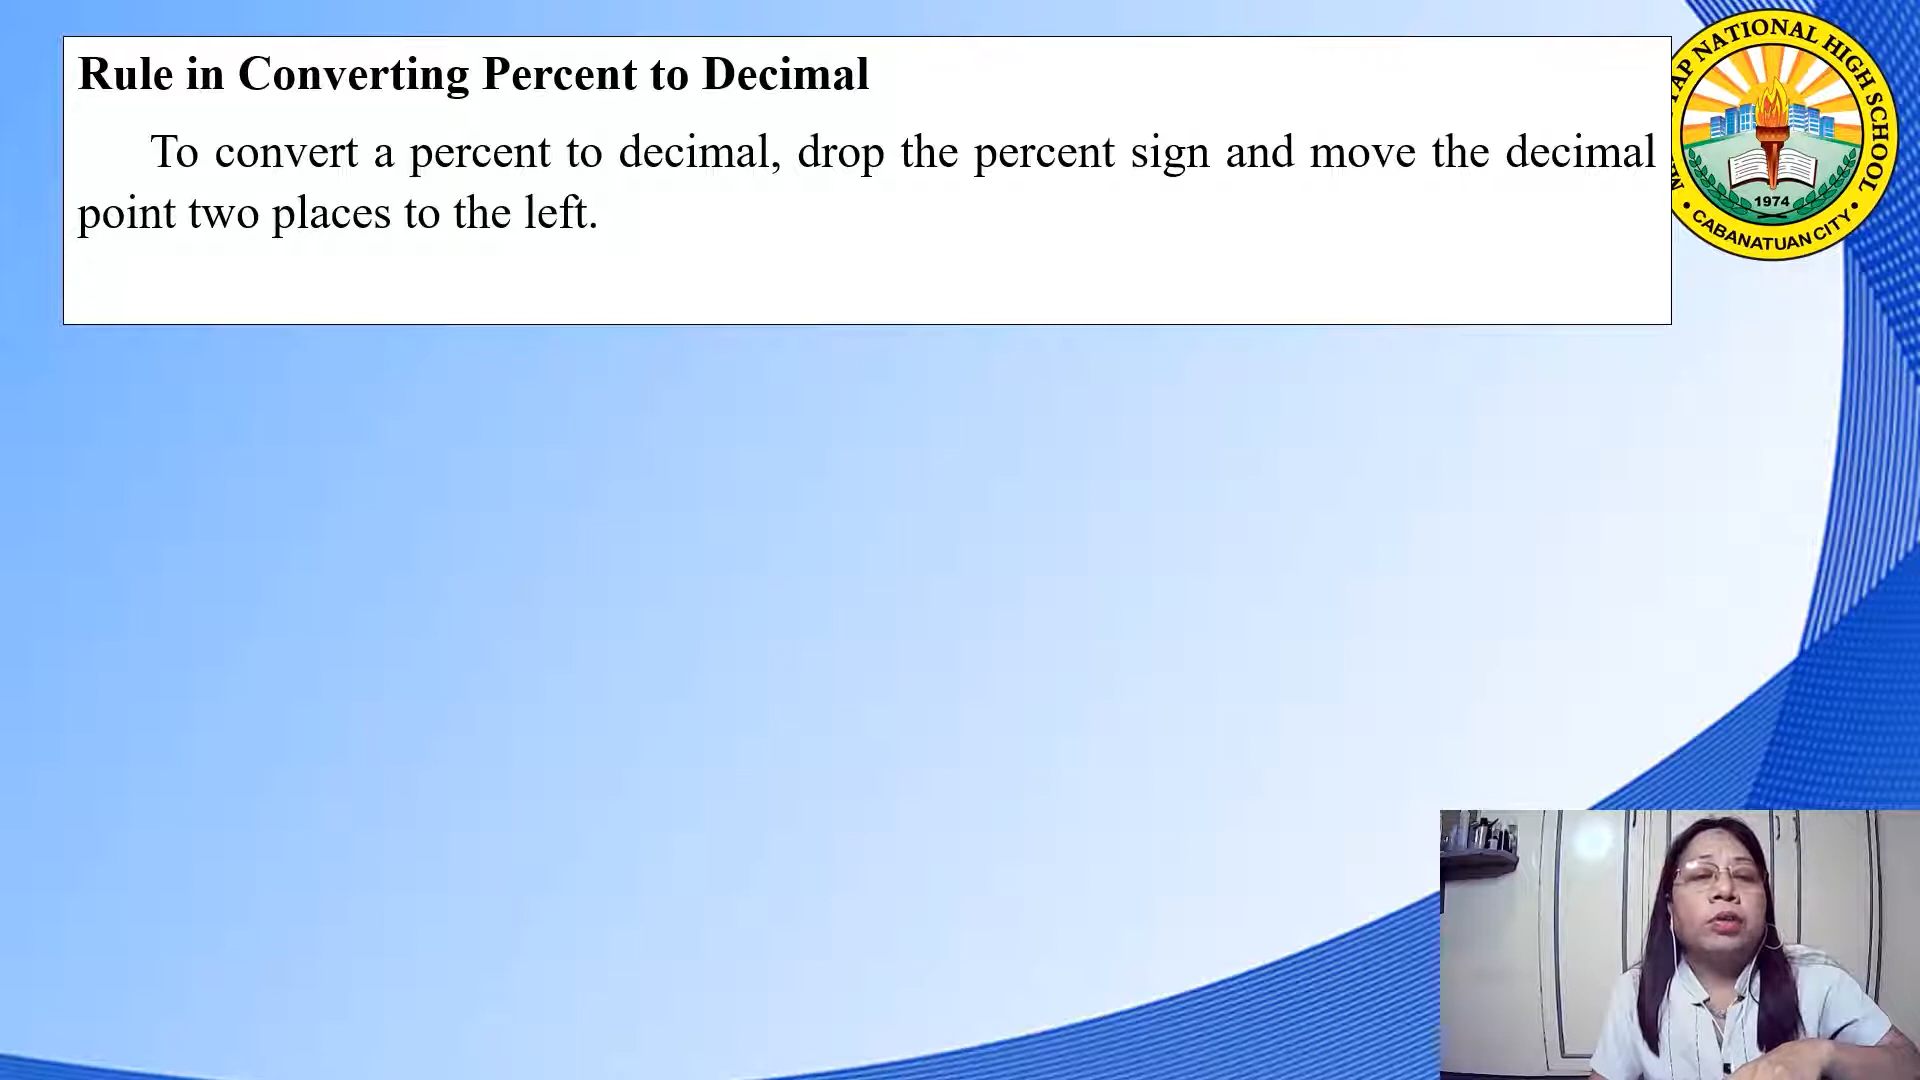 Rule in Converting Percent to Decimal
To convert a percent to decimal, drop the percent sign and move the decimal
point two places to the left.
NATIONAL HIGH SCHOOL
1974
• CABANATUAN CITY •